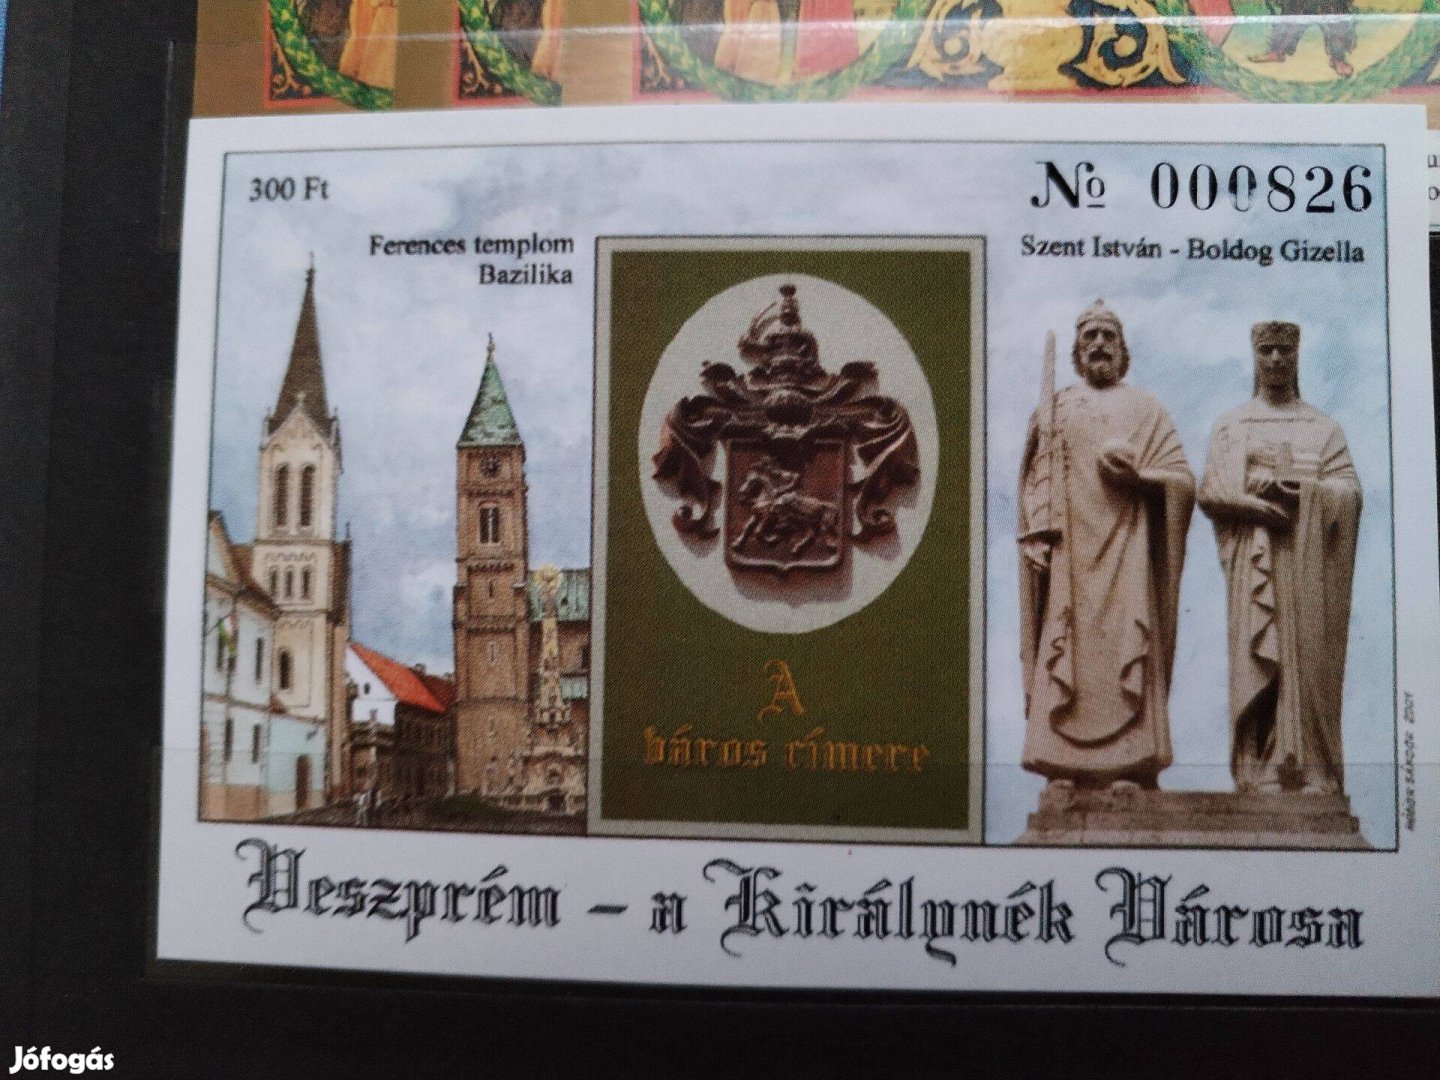 300 Ft
№ 000826
Ferences templom
Bazilika
Szent István - Boldog Gizella
A
város címere
Veszprém – a Királynék Városa
Jófogás